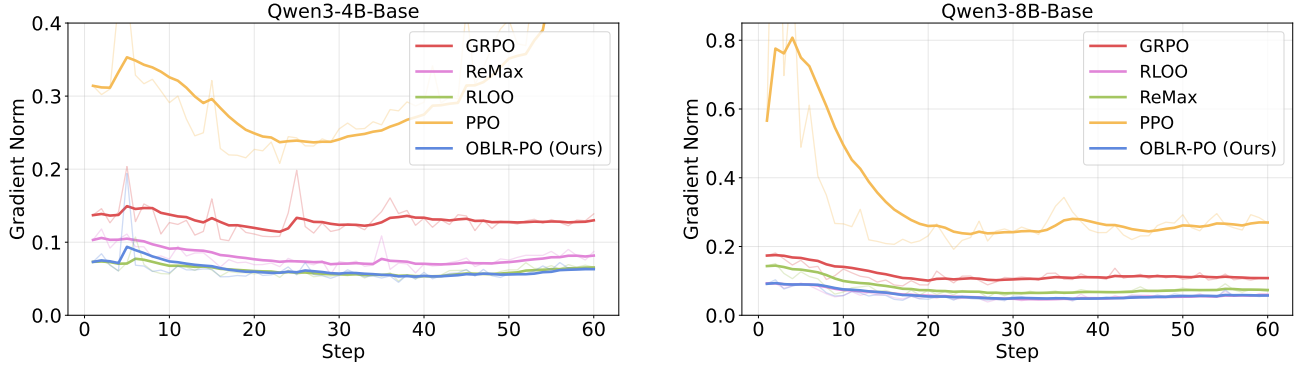 Qwen3-4B-Base
Gradient Norm
0.4
0.3
0.2
0.1
0.0
0 10 20 30 40 50 60
Step
GRPO
ReMax
RLOO
PPO
OBLR-PO (Ours)
Qwen3-8B-Base
Gradient Norm
0.8
0.6
0.4
0.2
0.0
0 10 20 30 40 50 60
Step
GRPO
RLOO
ReMax
PPO
OBLR-PO (Ours)